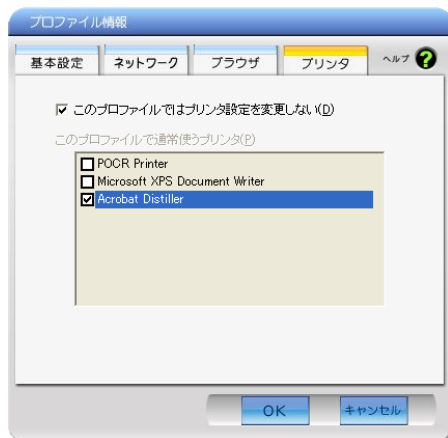 プロファイル情報
基本設定 ネットワーク ブラウザ プリンタ ヘルプ ?
このプロファイルではプリンタ設定を変更しない(D)
このプロファイルで通常使うプリンタ(P)
POCR Printer
Microsoft XPS Document Writer
Acrobat Distiller
OK キャンセル